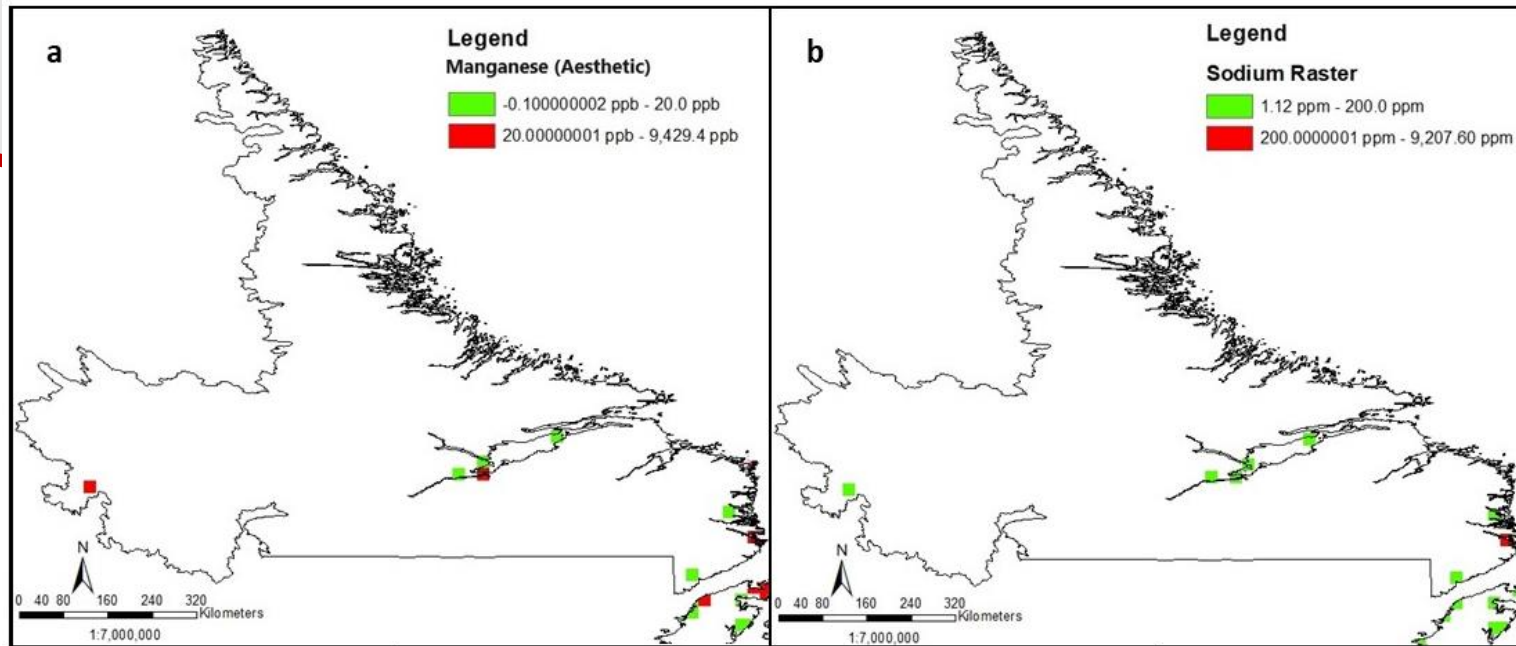 a
Legend
Manganese (Aesthetic)
-0.100000002 ppb - 20.0 ppb
20.00000001 ppb - 9,429.4 ppb
N
0 40 80 160 240 320
Kilometers
1:7,000,000
b
Legend
Sodium Raster
1.12 ppm - 200.0 ppm
200.0000001 ppm - 9,207.60 ppm
N
0 40 80 160 240 320
Kilometers
1:7,000,000